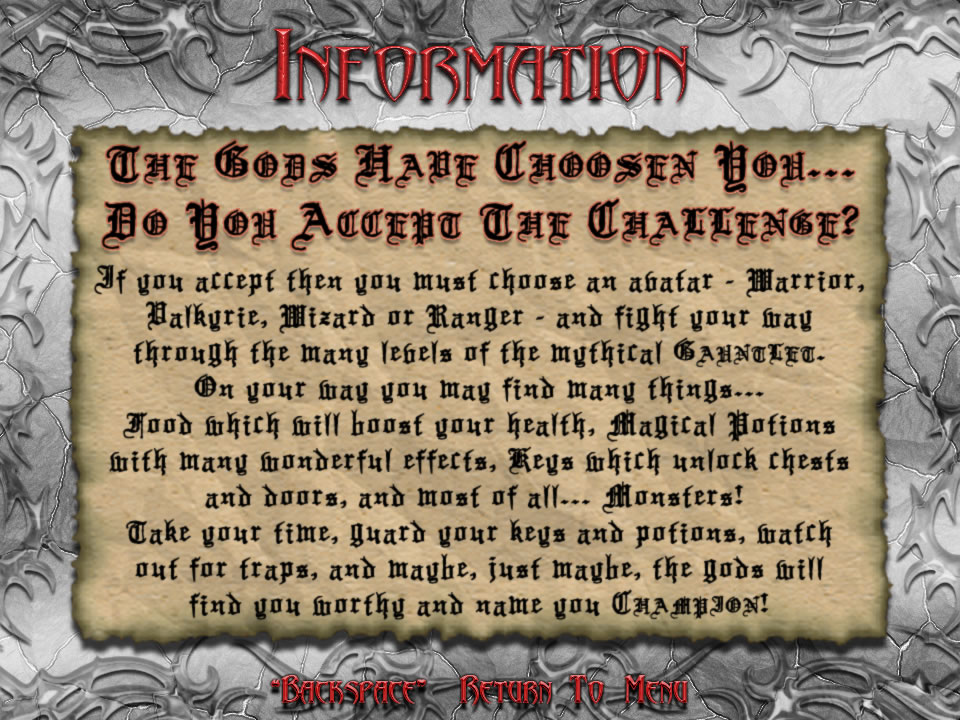 Information
The Gods Have Choosen You...
Do You Accept The Challenge?
If you accept then you must choose an avatar - Warrior,
Valkyrie, Wizard or Ranger - and fight your way
through the many levels of the mythical Gauntlet.
On your way you may find many things...
Food which will boost your health, Magical Potions
with many wonderful effects, Keys which unlock chests
and doors, and most of all... Monsters!
Take your time, guard your keys and potions, watch
out for traps, and maybe, just maybe, the gods will
find you worthy and name you Champion!
"Backspace" Return To Menu